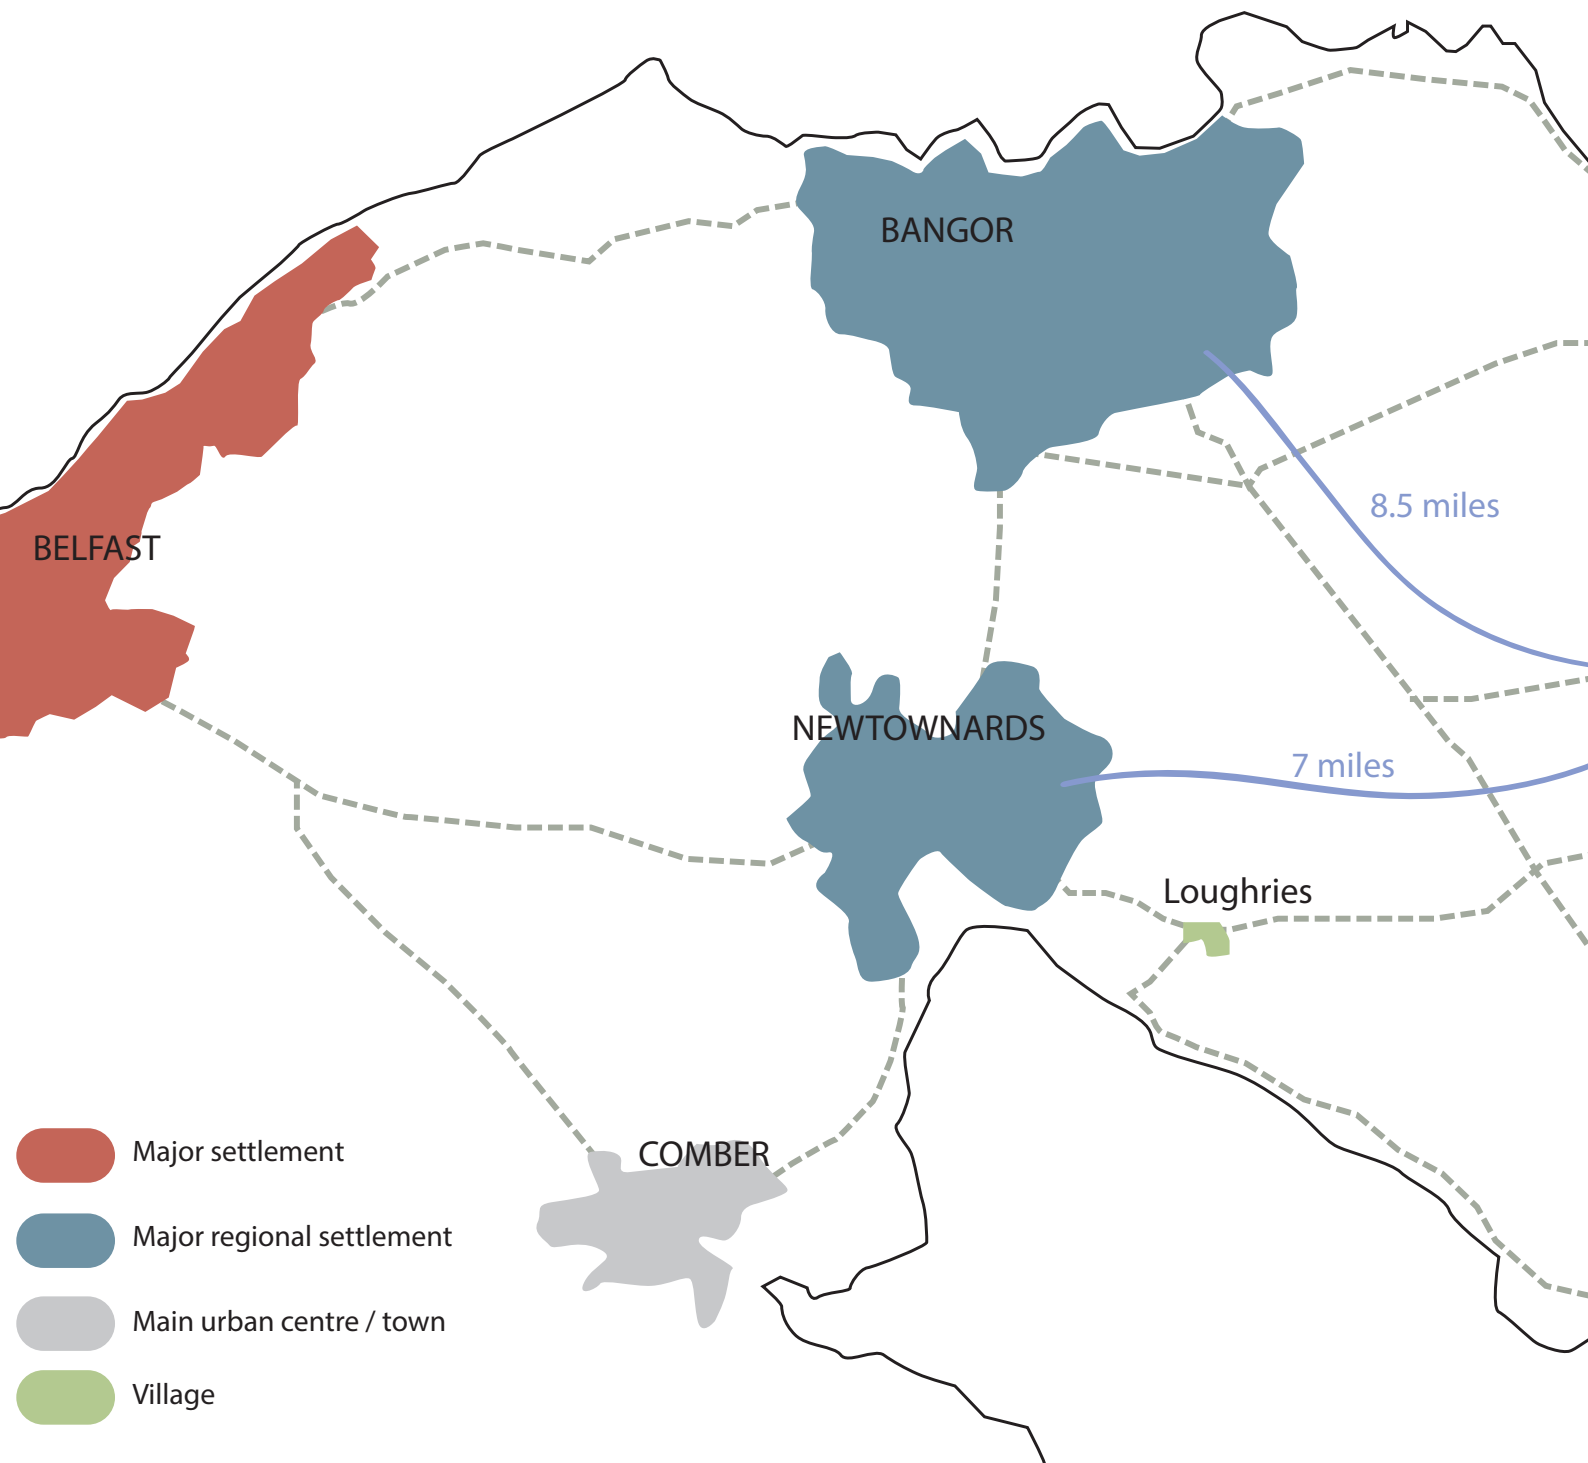 BANGOR
8.5 miles
BELFAST
NEWTOWNARDS
7 miles
Loughries
COMBER
Major settlement
Major regional settlement
Main urban centre / town
Village